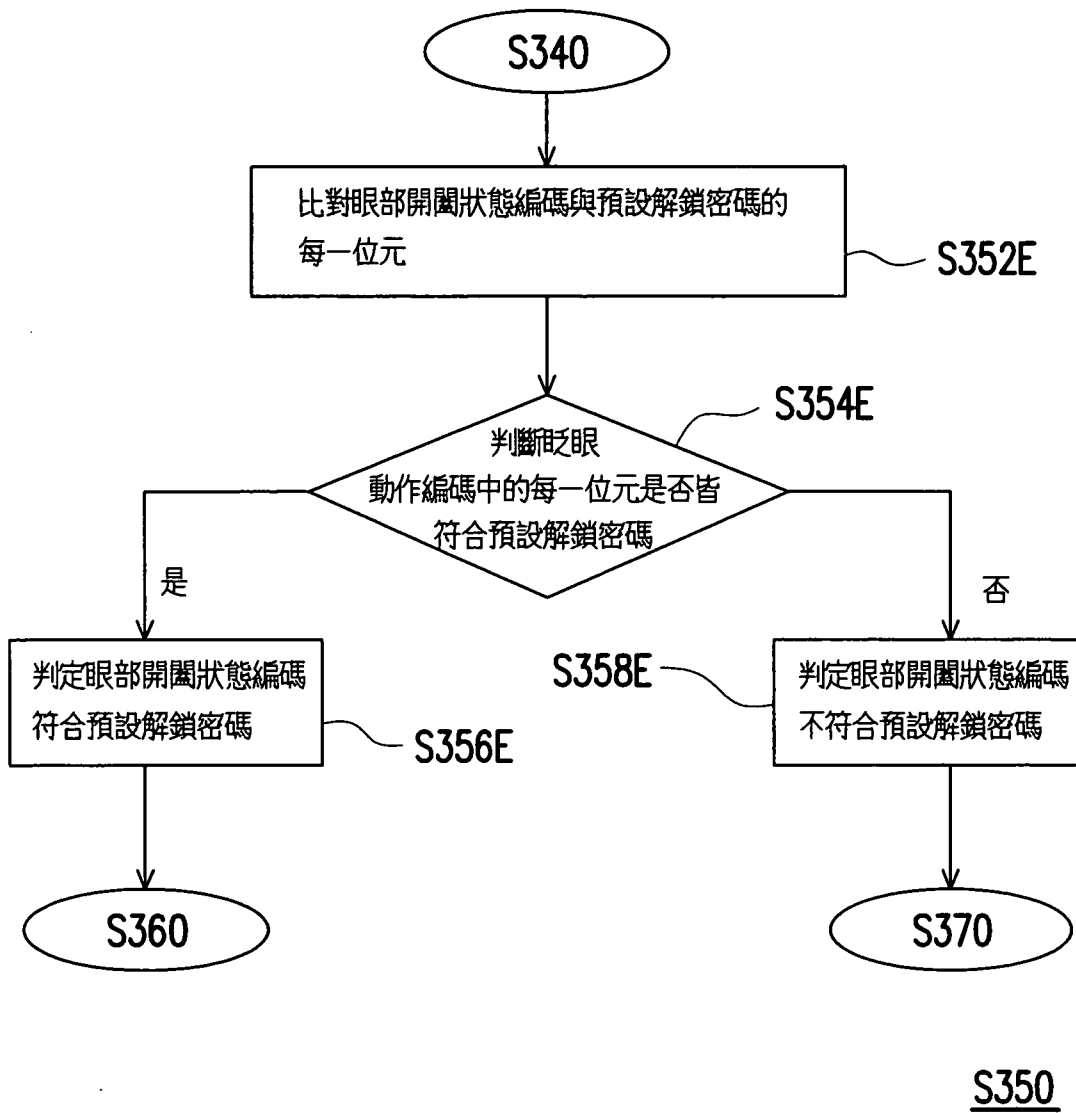 S340
比對眼部開闔狀態編碼與預設解鎖密碼的
每一位元
S352E
S354E
判斷眨眼
動作編碼中的每一位元是否皆
符合預設解鎖密碼
是
否
判定眼部開闔狀態編碼
符合預設解鎖密碼
S356E
S358E
判定眼部開闔狀態編碼
不符合預設解鎖密碼
S360
S370
S350